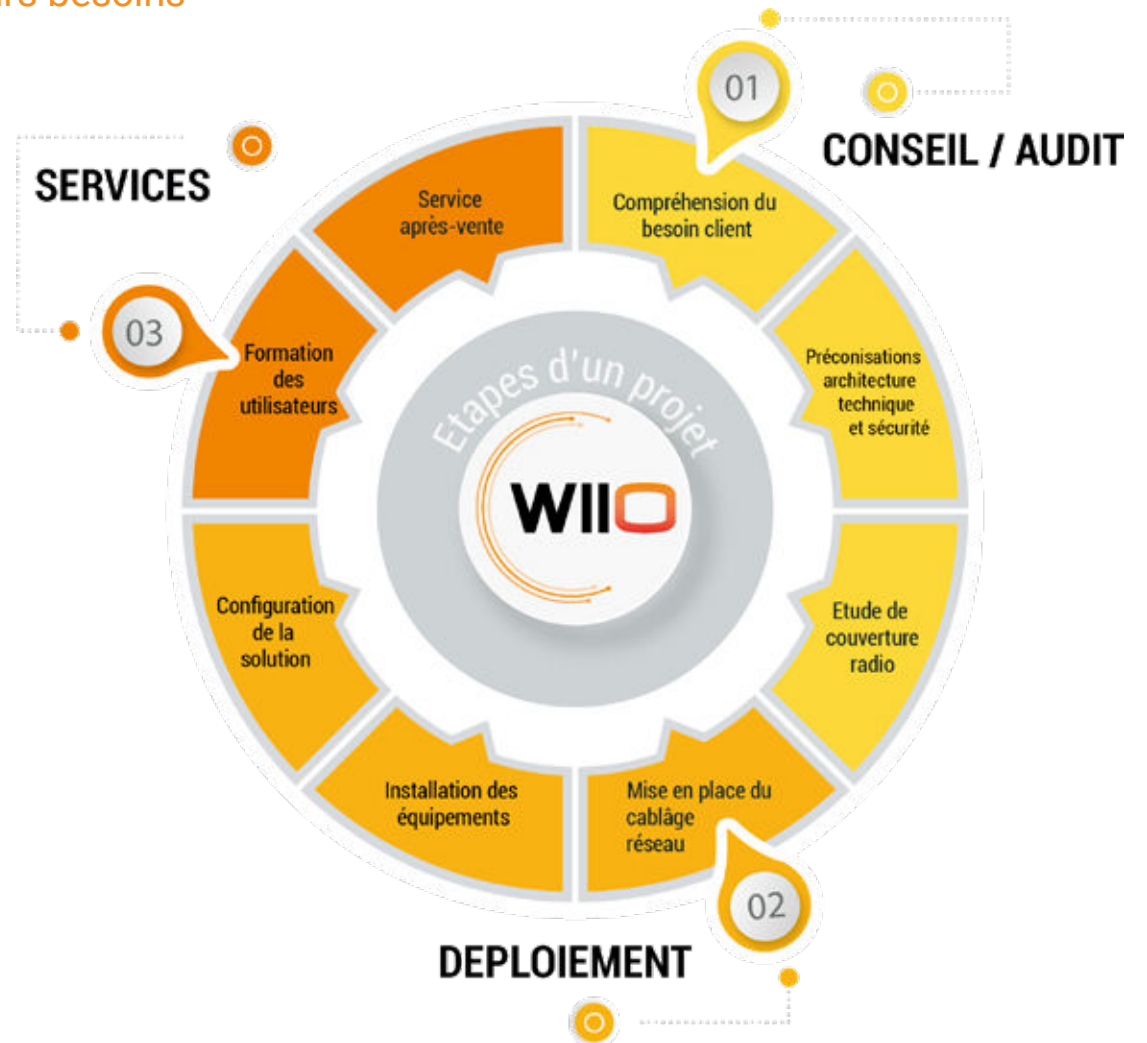 rs besoins
01
CONSEIL / AUDIT
Compréhension du
besoin client
Préconisations
architecture
technique
et sécurité
Etude de
couverture
radio
02
DEPLOIEMENT
Mise en place du
cablâge
réseau
Installation des
équipements
Configuration
de la
solution
03
SERVICES
Formation
des
utilisateurs
Service
après-vente
Etapes d'un projet
WIIO